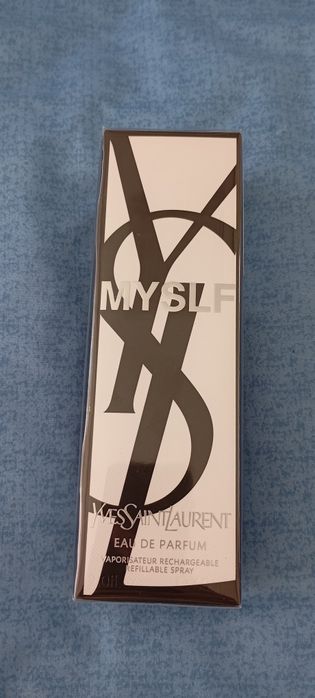 MYSLF
YVESSAINTLAURENT
EAU DE PARFUM
VAPORISATEUR RECHARGEABLE
REFILLABLE SPRAY